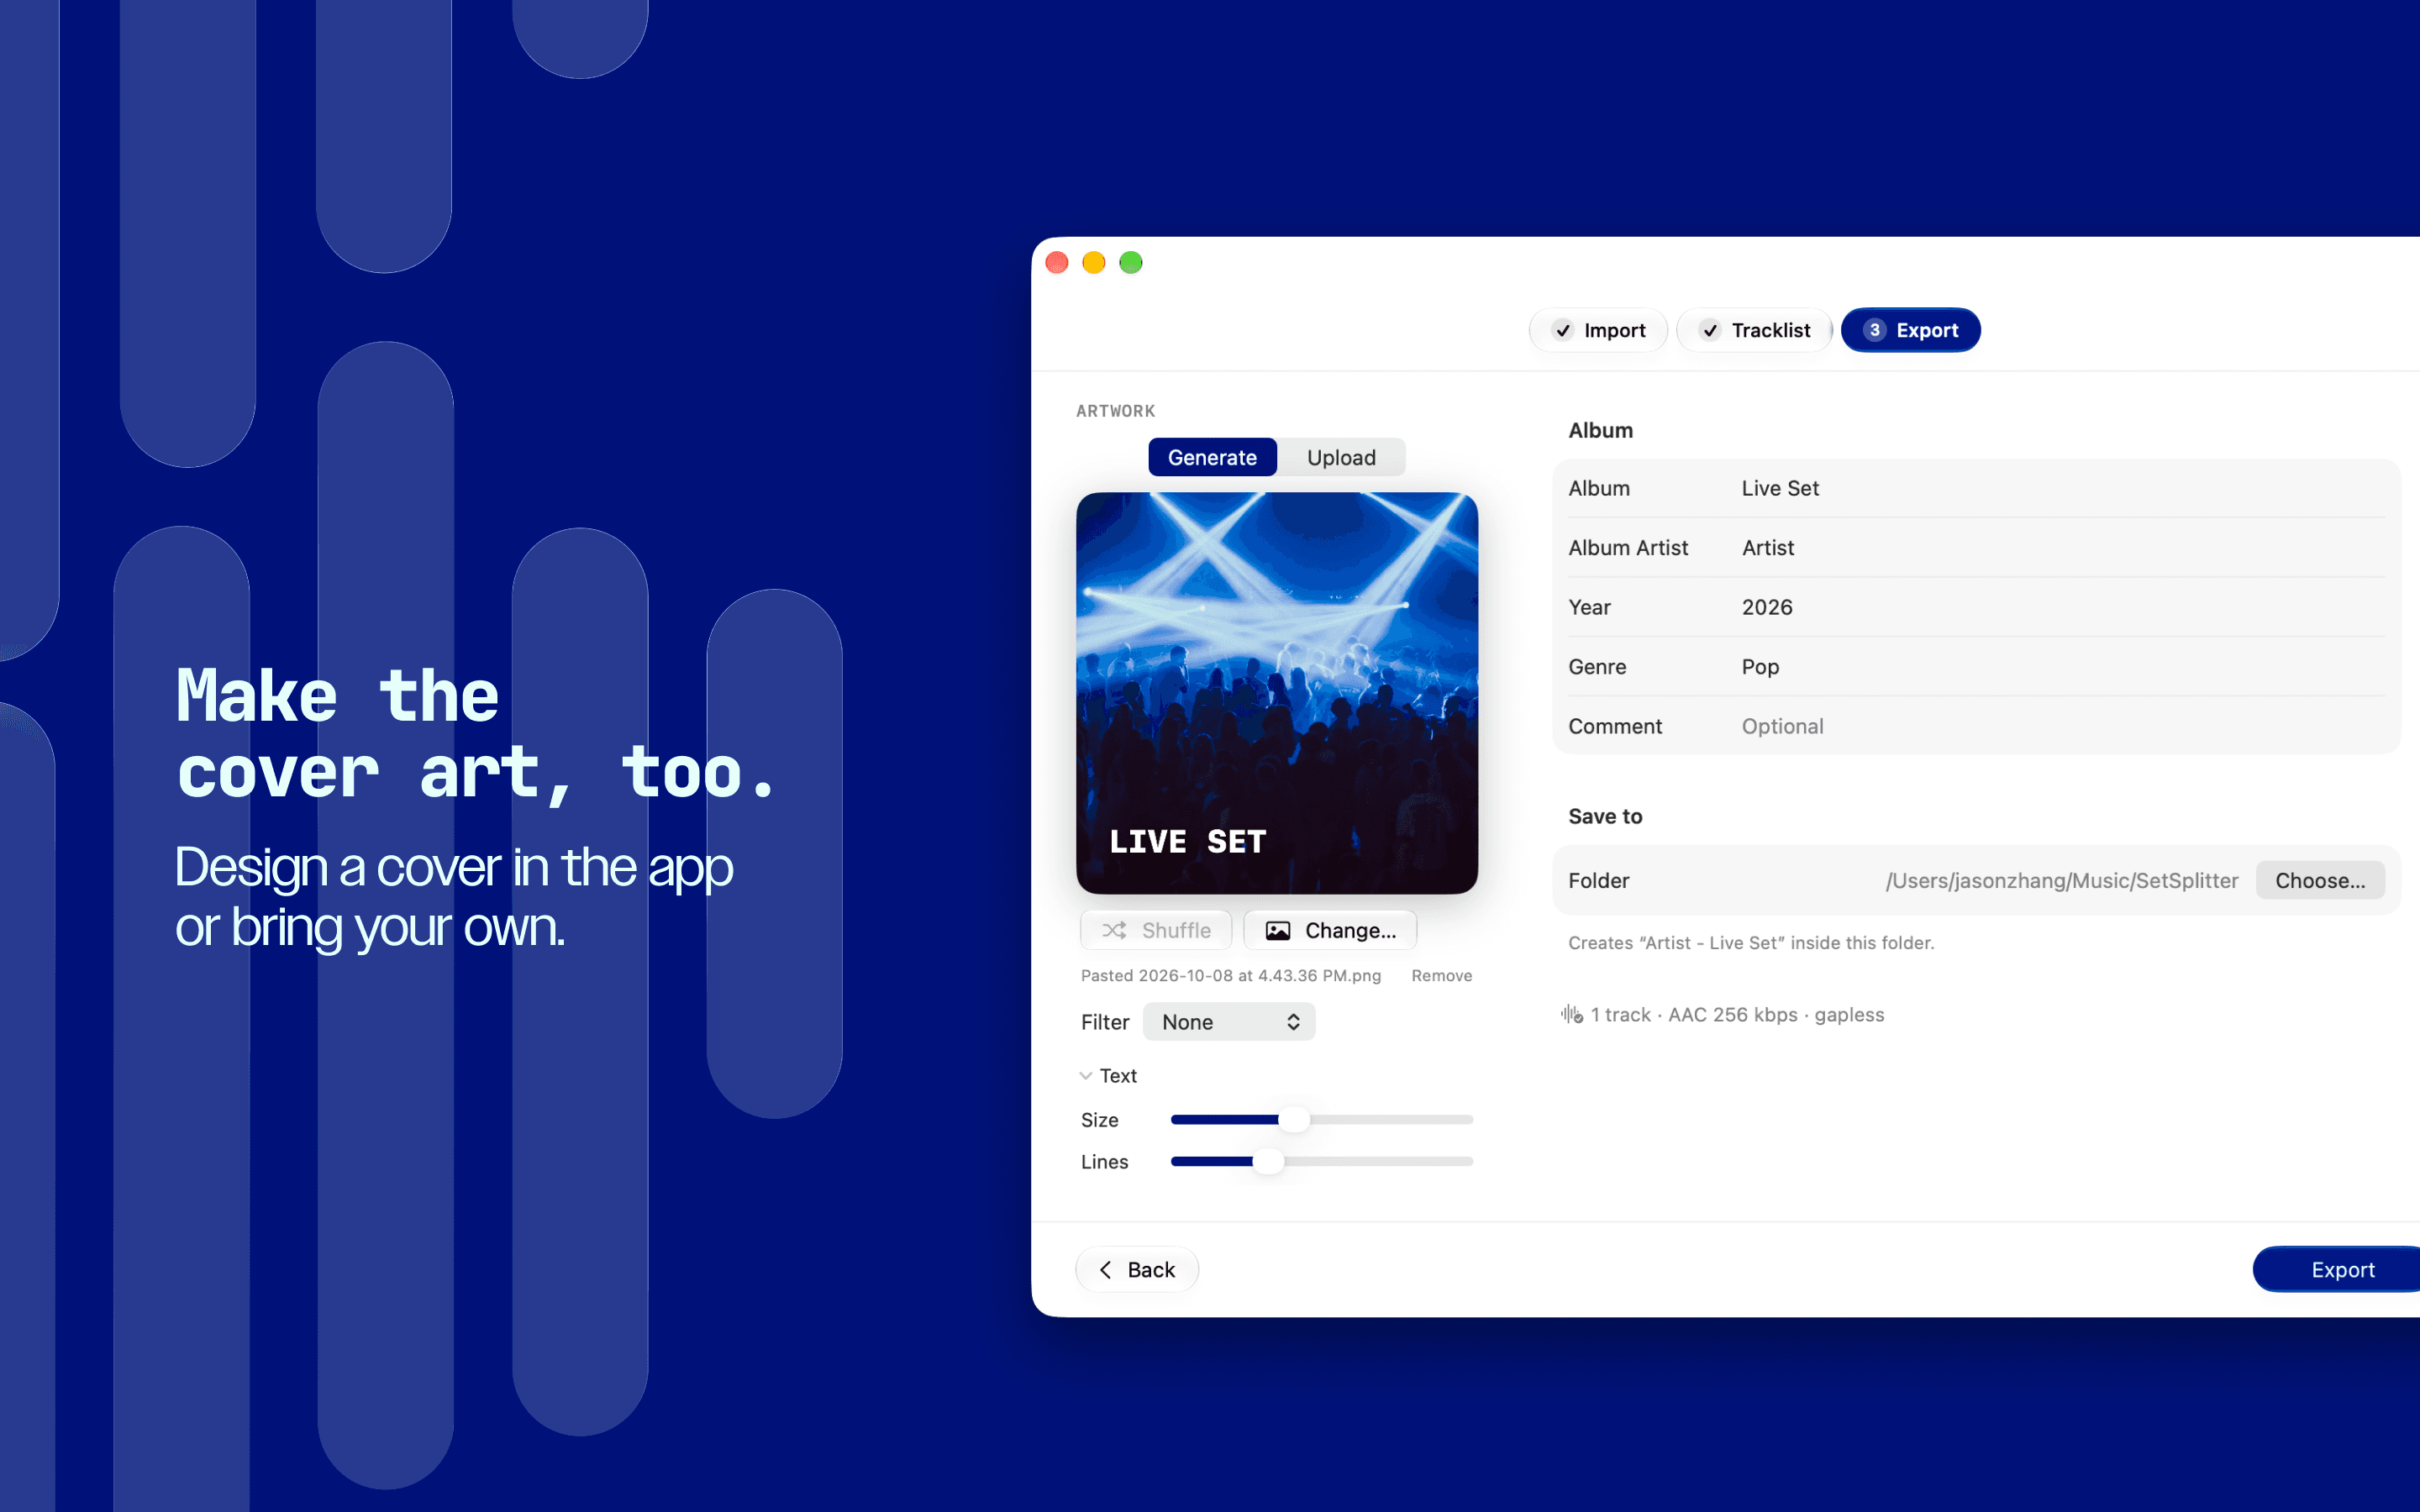 Make the
cover art, too.
Design a cover in the app
or bring your own.
Import
Tracklist
3 Export
ARTWORK
Generate
Upload
LIVE SET
Shuffle
Change...
Pasted 2026-10-08 at 4.43.36 PM.png
Remove
Filter
None
Text
Size
Lines
Album
Album Live Set
Album Artist Artist
Year 2026
Genre Pop
Comment Optional
Save to
Folder /Users/jasonzhang/Music/SetSplitter Choose...
Creates “Artist - Live Set” inside this folder.
1 track · AAC 256 kbps · gapless
Back
Export